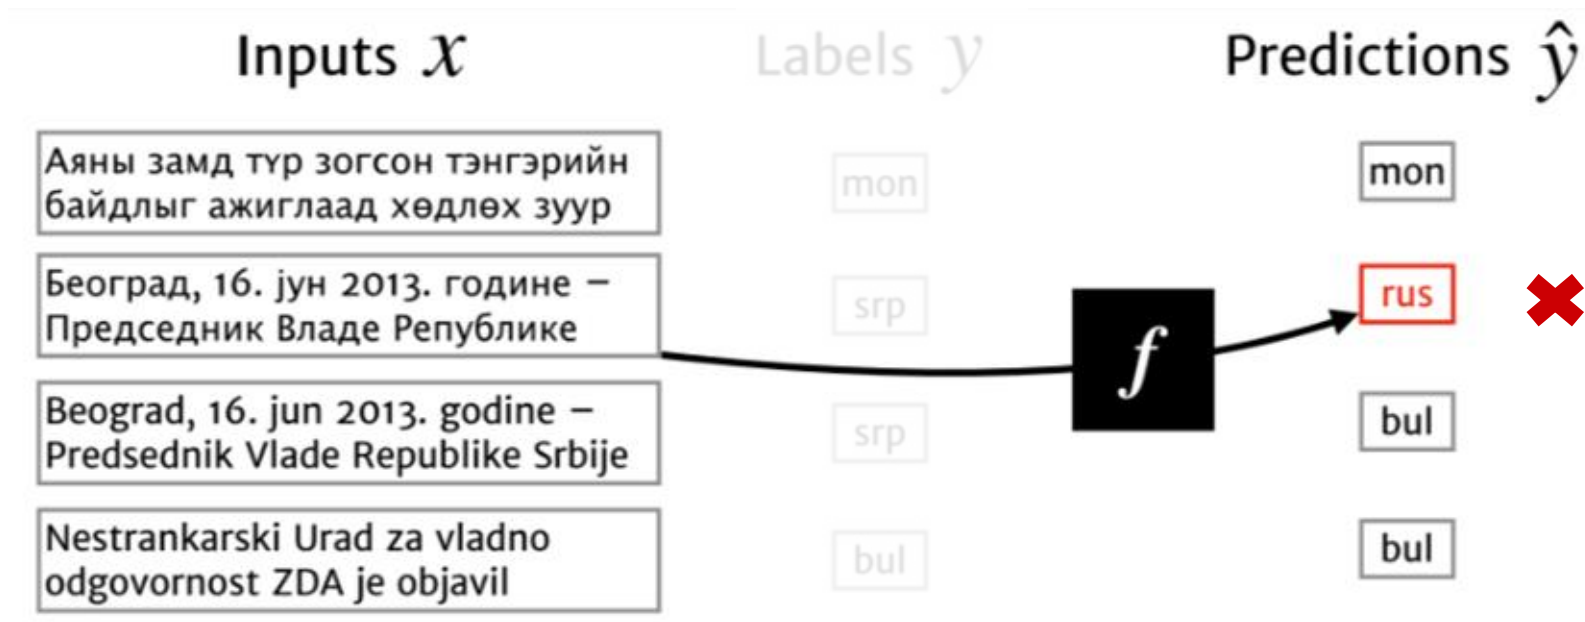 Inputs x
Labels y
Predictions ŷ
Аяны замд түр зогсон тэнгэрийн
байдлыг ажиглаад хөдлөх зуур
mon
mon
Београд, 16. јун 2013. године –
Председник Владе Републике
srp
f
rus
Beograd, 16. jun 2013. godine –
Predsednik Vlade Republike Srbije
srp
bul
Nestrankarski Urad za vladno
odgovornost ZDA je objavil
bul
bul